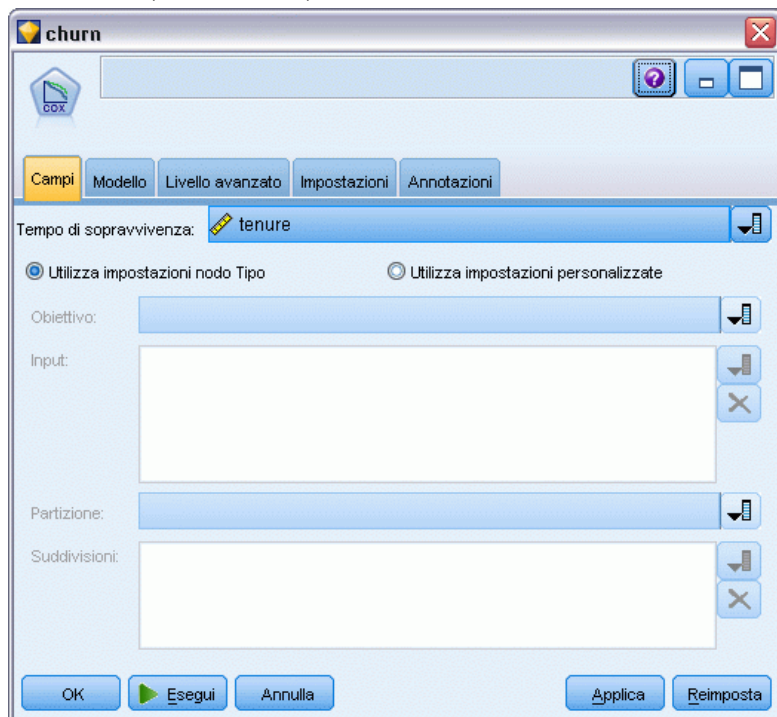 churn
COX
Campi Modello Livello avanzato Impostazioni Annotazioni
Tempo di sopravvivenza: tenure
Utilizza impostazioni nodo Tipo Utilizza impostazioni personalizzate
Obiettivo:
Input:
Partizione:
Suddivisioni:
OK Esegui Annulla Applica Reimposta